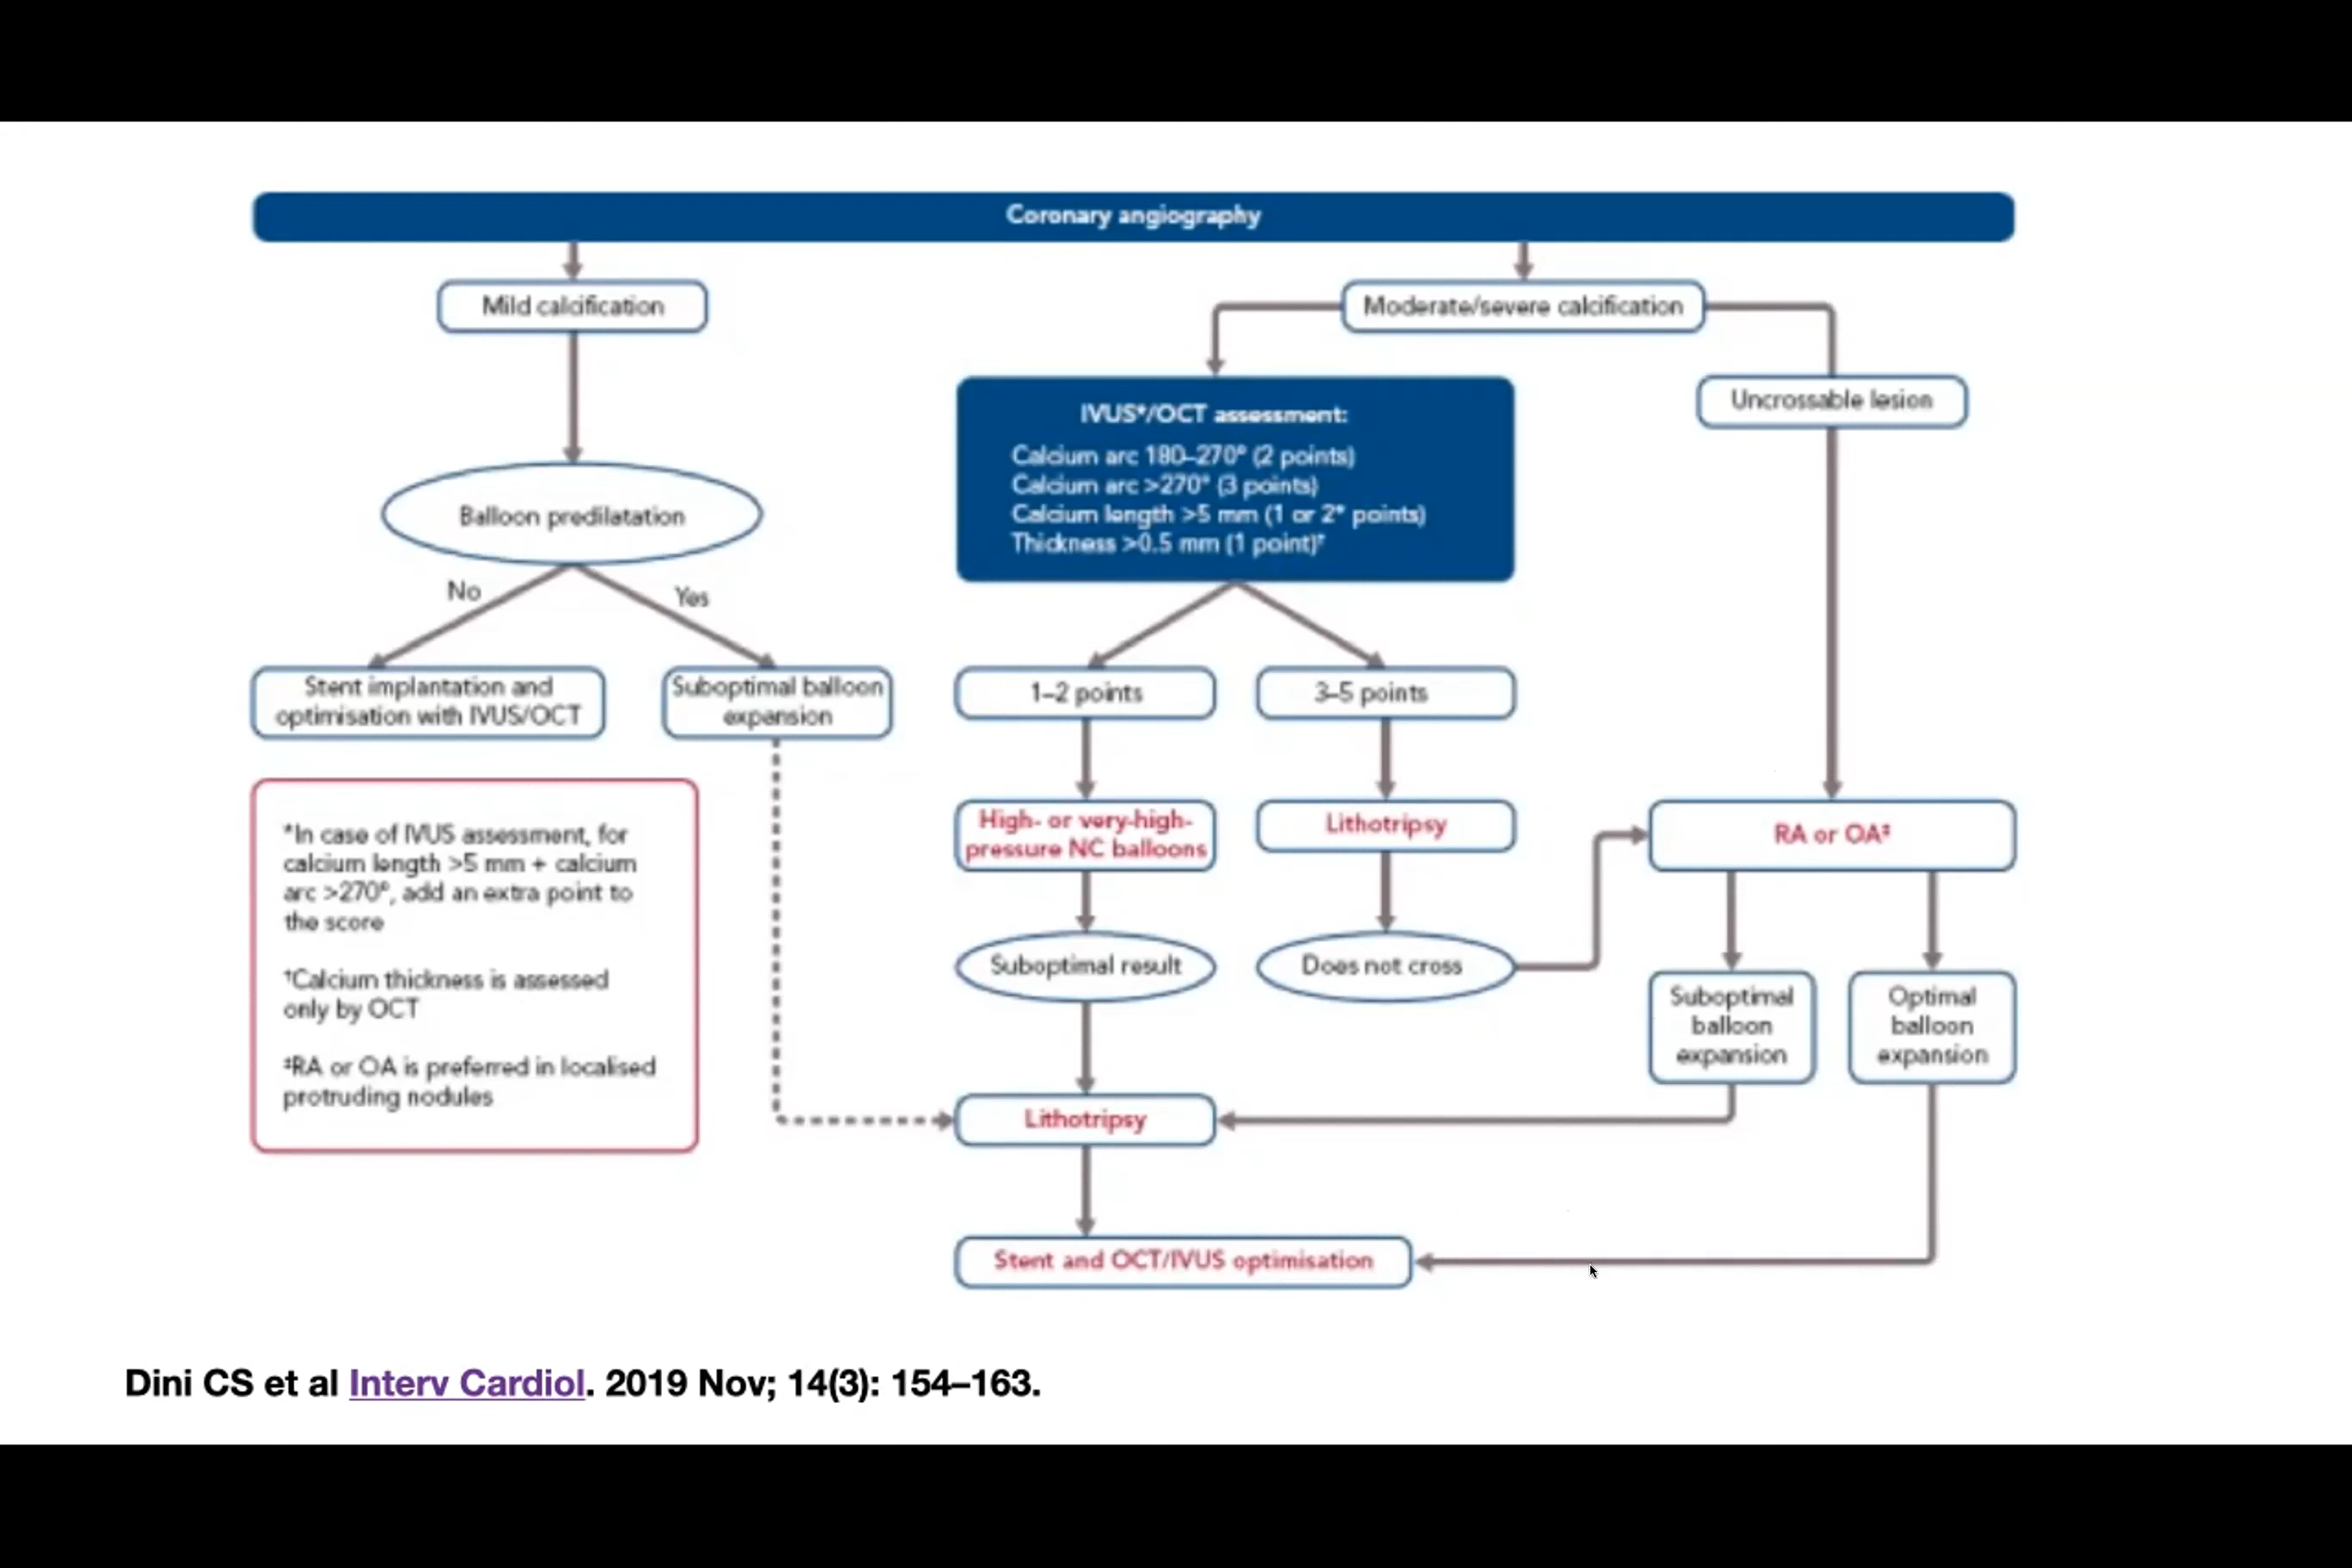 Coronary angiography
Mild calcification
Moderate/severe calcification
Uncrossable lesion
IVUS*/OCT assessment:
Calcium arc 180–270° (2 points)
Calcium arc >270° (3 points)
Calcium length >5 mm (1 or 2* points)
Thickness >0.5 mm (1 point)†
Balloon predilatation
No
Yes
Stent implantation and
optimisation with IVUS/OCT
Suboptimal balloon
expansion
1–2 points
3–5 points
High- or very-high-
pressure NC balloons
Lithotripsy
RA or OA‡
Suboptimal result
Does not cross
Suboptimal
balloon
expansion
Optimal
balloon
expansion
Lithotripsy
Stent and OCT/IVUS optimisation
*In case of IVUS assessment, for
calcium length >5 mm + calcium
arc >270°, add an extra point to
the score
†Calcium thickness is assessed
only by OCT
‡RA or OA is preferred in localised
protruding nodules
Dini CS et al Interv Cardiol. 2019 Nov; 14(3): 154–163.